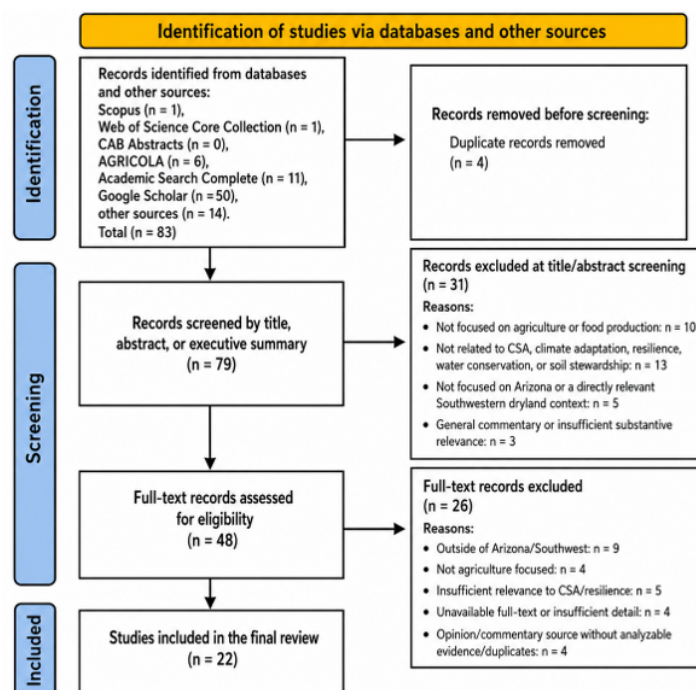 Identification of studies via databases and other sources
Identification
Records identified from databases
and other sources:
Scopus (n = 1),
Web of Science Core Collection (n = 1),
CAB Abstracts (n = 0),
AGRICOLA (n = 6),
Academic Search Complete (n = 11),
Google Scholar (n = 50),
other sources (n = 14).
Total (n = 83)
Records removed before screening:
Duplicate records removed
(n = 4)
Screening
Records screened by title,
abstract, or executive summary
(n = 79)
Records excluded at title/abstract screening
(n = 31)
Reasons:
• Not focused on agriculture or food production: n = 10
• Not related to CSA, climate adaptation, resilience,
water conservation, or soil stewardship: n = 13
• Not focused on Arizona or a directly relevant
Southwestern dryland context: n = 5
• General commentary or insufficient substantive
relevance: n = 3
Full-text records assessed
for eligibility
(n = 48)
Full-text records excluded
(n = 26)
Reasons:
• Outside of Arizona/Southwest: n = 9
• Not agriculture focused: n = 4
• Insufficient relevance to CSA/resilience: n = 5
• Unavailable full-text or insufficient detail: n = 4
• Opinion/commentary source without analyzable
evidence/duplicates: n = 4
Included
Studies included in the final review
(n = 22)